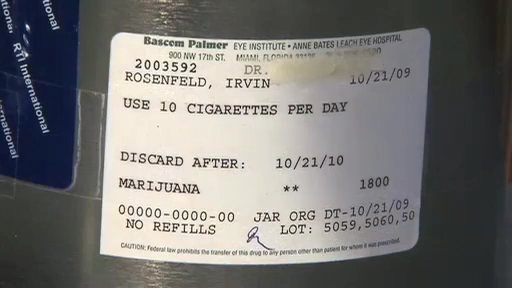 Bascom Palmer EYE INSTITUTE • ANNE BATES LEACH EYE HOSPITAL
900 NW 17th ST. MIAMI, FLORIDA
2003592 DR.
ROSENFELD, IRVIN 10/21/09
USE 10 CIGARETTES PER DAY
DISCARD AFTER: 10/21/10
MARIJUANA ** 1800
00000-0000-00 JAR ORG DT-10/21/09
NO REFILLS LOT: 5059,5060,50
CAUTION: Federal law prohibits the transfer of this drug to any person other than patient for whom it was prescribed.
RTI International
rnational